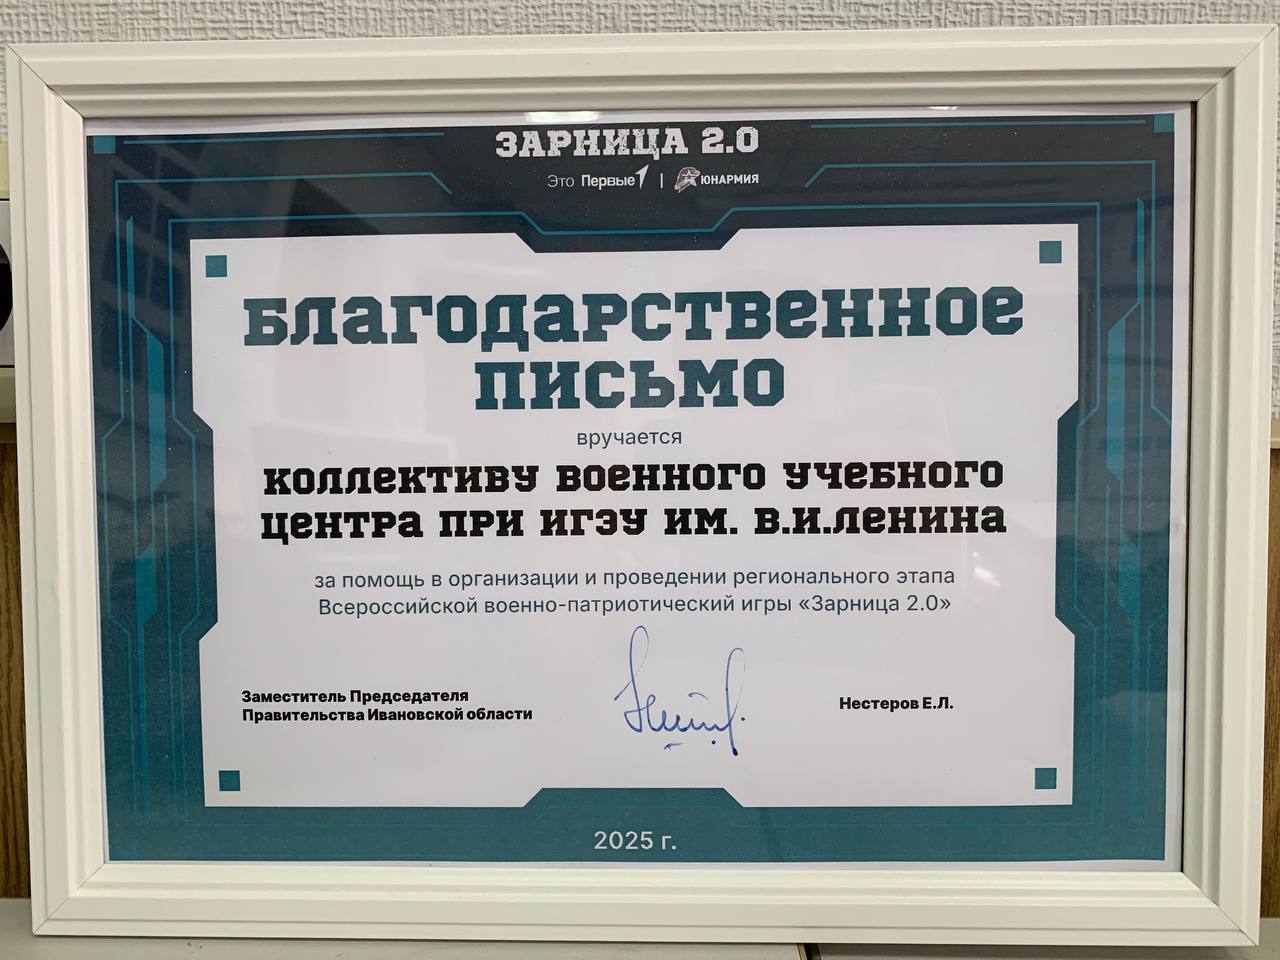 ЗАРНИЦА 2.0
Это Первые | ЮНАРМИЯ
БЛАГОДАРСТВЕННОЕ
ПИСЬМО
вручается
КОЛЛЕКТИВУ ВОЕННОГО УЧЕБНОГО
ЦЕНТРА ПРИ ИГЭУ ИМ. В.И.ЛЕНИНА
за помощь в организации и проведении регионального этапа
Всероссийской военно-патриотический игры «Зарница 2.0»
Заместитель Председателя
Правительства Ивановской области
Нестеров Е.Л.
2025 г.